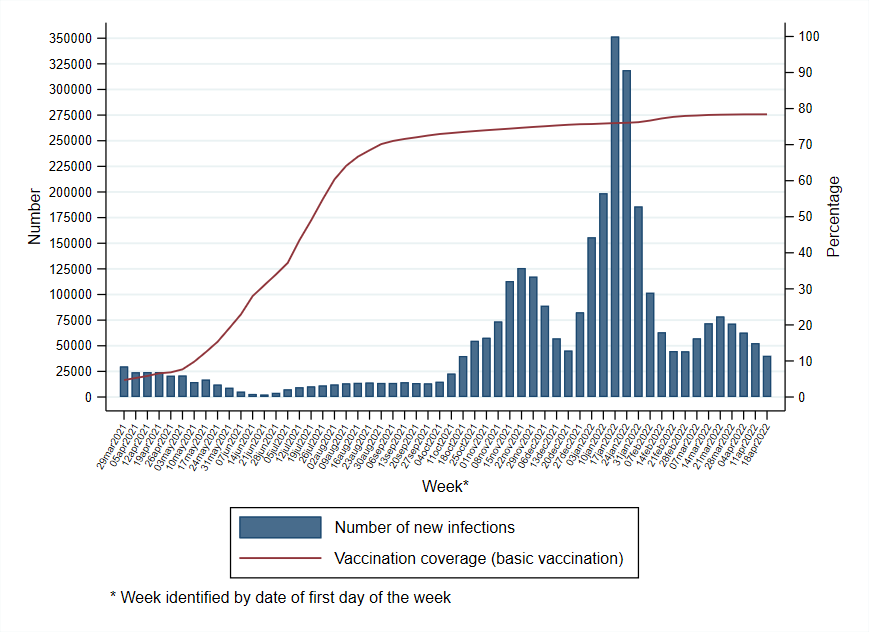 350000
325000
300000
275000
250000
225000
200000
175000
150000
125000
100000
75000
50000
25000
0
Number
100
90
80
70
60
50
40
30
20
10
0
Percentage
29mar2021
05apr2021
12apr2021
19apr2021
26apr2021
03may2021
10may2021
17may2021
24may2021
31may2021
07jun2021
14jun2021
21jun2021
28jun2021
05jul2021
12jul2021
19jul2021
26jul2021
02aug2021
09aug2021
16aug2021
23aug2021
30aug2021
06sep2021
13sep2021
20sep2021
27sep2021
04oct2021
11oct2021
18oct2021
25oct2021
01nov2021
08nov2021
15nov2021
22nov2021
29nov2021
06dec2021
13dec2021
20dec2021
27dec2021
03jan2022
10jan2022
17jan2022
24jan2022
31jan2022
07feb2022
14feb2022
21feb2022
28feb2022
07mar2022
14mar2022
21mar2022
28mar2022
04apr2022
11apr2022
18apr2022
Week*
Number of new infections
Vaccination coverage (basic vaccination)
* Week identified by date of first day of the week